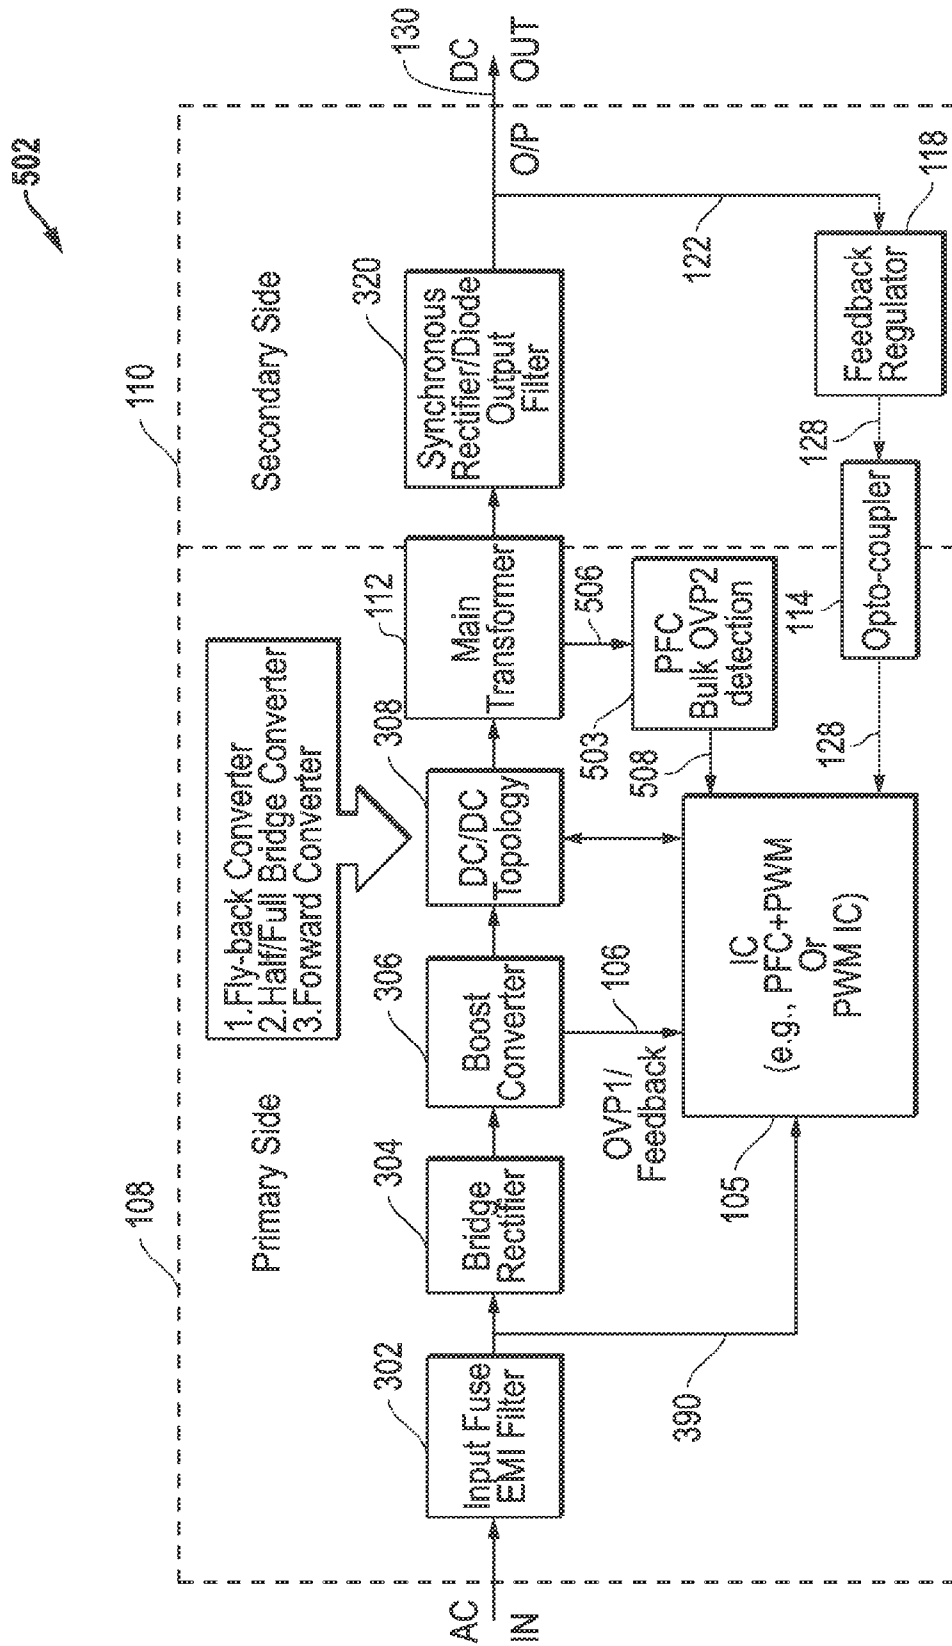 502
108
110
Primary Side
Secondary Side
1.Fly-back Converter
2.Half/Full Bridge Converter
3.Forward Converter
AC
IN
302
Input Fuse
EMI Filter
304
Bridge
Rectifier
306
Boost
Converter
308
DC/DC
Topology
112
Main
Transformer
320
Synchronous
Rectifier/Diode
Output
Filter
130
DC
OUT
O/P
390
OVP1/
Feedback
106
105
IC
(e.g., PFC+PWM
Or
PWM IC)
506
503
PFC
Bulk OVP2
detection
508
128
114
Opto-coupler
128
122
118
Feedback
Regulator